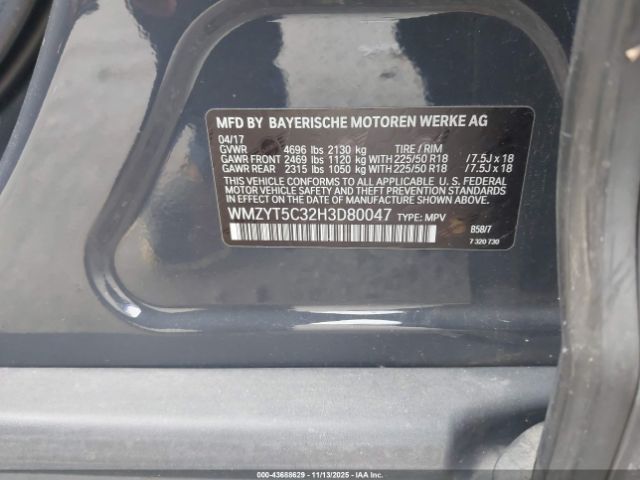 MFD BY BAYERISCHE MOTOREN WERKE AG
04/17
GVWR 4696 lbs 2130 kg TIRE / RIM
GAWR FRONT 2469 lbs 1120 kg WITH 225/50 R18 /7.5J x 18
GAWR REAR 2315 lbs 1050 kg WITH 225/50 R18 /7.5J x 18
THIS VEHICLE CONFORMS TO ALL APPLICABLE U. S. FEDERAL
MOTOR VEHICLE SAFETY, BUMPER, AND THEFT PREVENTION STANDARDS
IN EFFECT ON THE DATE OF MANUFACTURE SHOWN ABOVE.
WMZYT5C32H3D80047 TYPE: MPV
B58/7
7 320 730
000-43688629 - 11/13/2025 - IAAI.COM